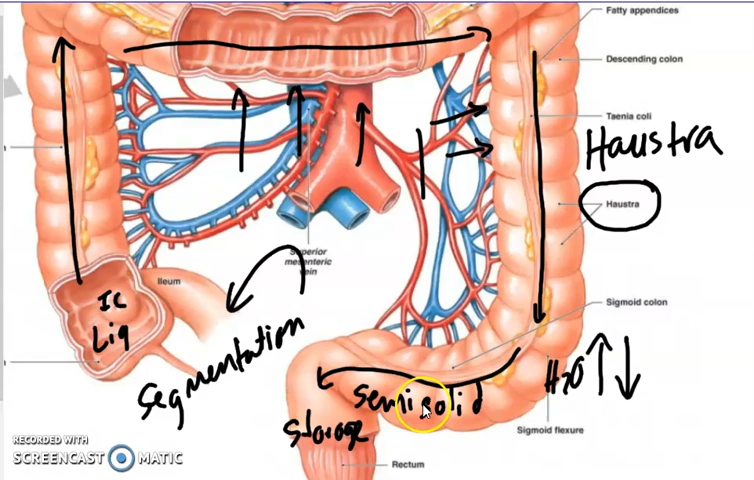 Fatty appendices
Descending colon
Taenia coli
Haustra
Haustra
Superior
mesenteric
vein
Ileum
IC
Liq
Segmentation
Sigmoid colon
H2O
semisolid
storage
Sigmoid flexure
Rectum
RECORDED WITH
SCREENCAST MATIC